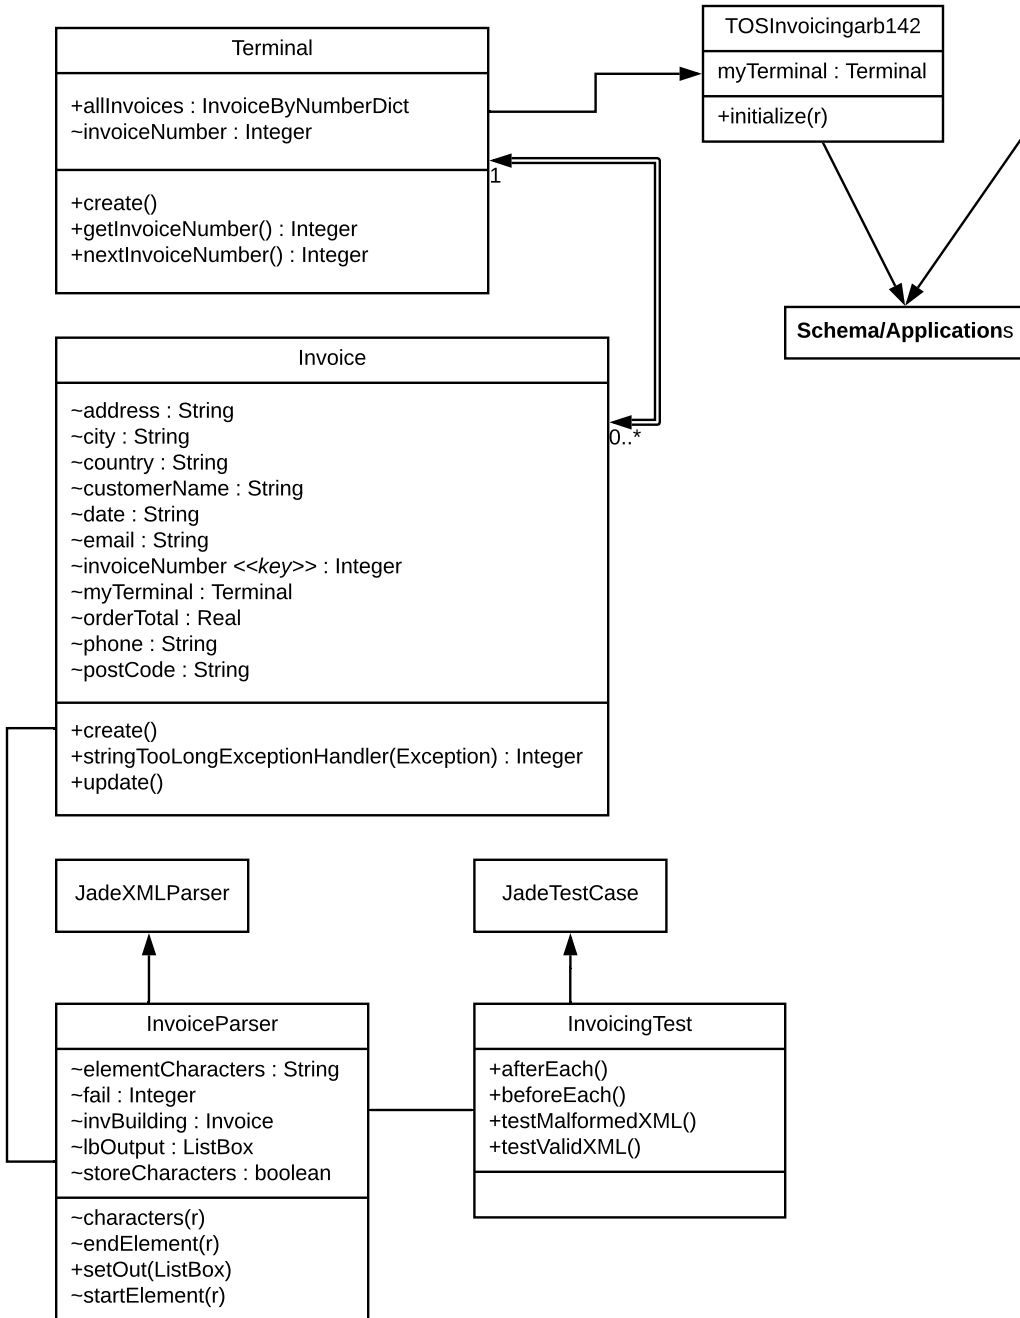 Terminal
+allInvoices : InvoiceByNumberDict
~invoiceNumber : Integer
+create()
+getInvoiceNumber() : Integer
+nextInvoiceNumber() : Integer
TOSInvoicingarb142
myTerminal : Terminal
+initialize(r)
1
Schema/Applications
Invoice
~address : String
~city : String
~country : String
~customerName : String
~date : String
~email : String
~invoiceNumber <<key>> : Integer
~myTerminal : Terminal
~orderTotal : Real
~phone : String
~postCode : String
0..*
+create()
+stringTooLongExceptionHandler(Exception) : Integer
+update()
JadeXMLParser
JadeTestCase
InvoiceParser
~elementCharacters : String
~fail : Integer
~invBuilding : Invoice
~lbOutput : ListBox
~storeCharacters : boolean
~characters(r)
~endElement(r)
+setOut(ListBox)
~startElement(r)
InvoicingTest
+afterEach()
+beforeEach()
+testMalformedXML()
+testValidXML()